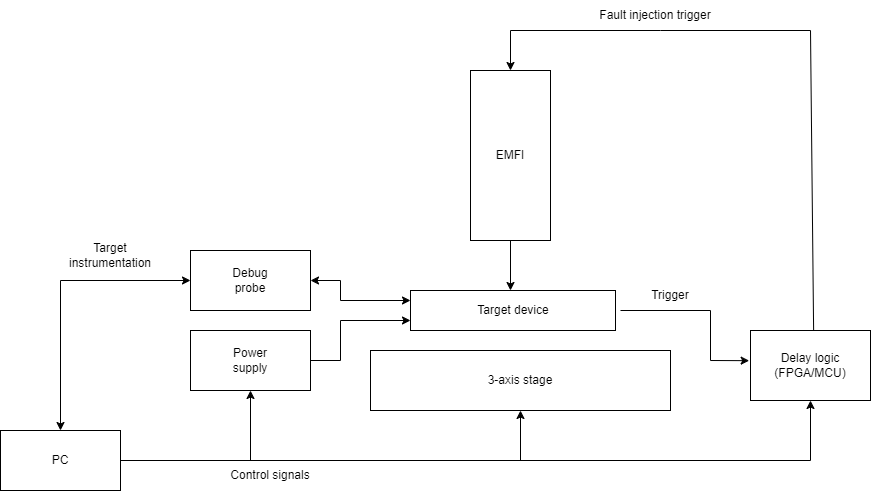 Fault injection trigger
EMFI
Target
instrumentation
Debug
probe
Target device
Trigger
Power
supply
3-axis stage
Delay logic
(FPGA/MCU)
PC
Control signals